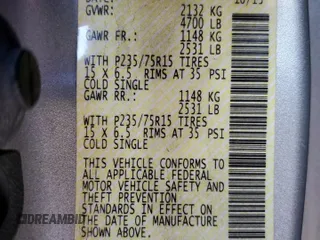 GVWR: 2132 KG
4700 LB
GAWR FR.: 1148 KG
2531 LB
WITH P235/75R15 TIRES
15 X 6.5 RIMS AT 35 PSI
COLD SINGLE
GAWR RR.: 1148 KG
2531 LB
WITH P235/75R15 TIRES
15 X 6.5 RIMS AT 35 PSI
COLD SINGLE
THIS VEHICLE CONFORMS TO
ALL APPLICABLE FEDERAL
MOTOR VEHICLE SAFETY AND
THEFT PREVENTION
STANDARDS IN EFFECT ON
THE DATE OF MANUFACTURE
SHOWN ABOVE.
DREAMBID